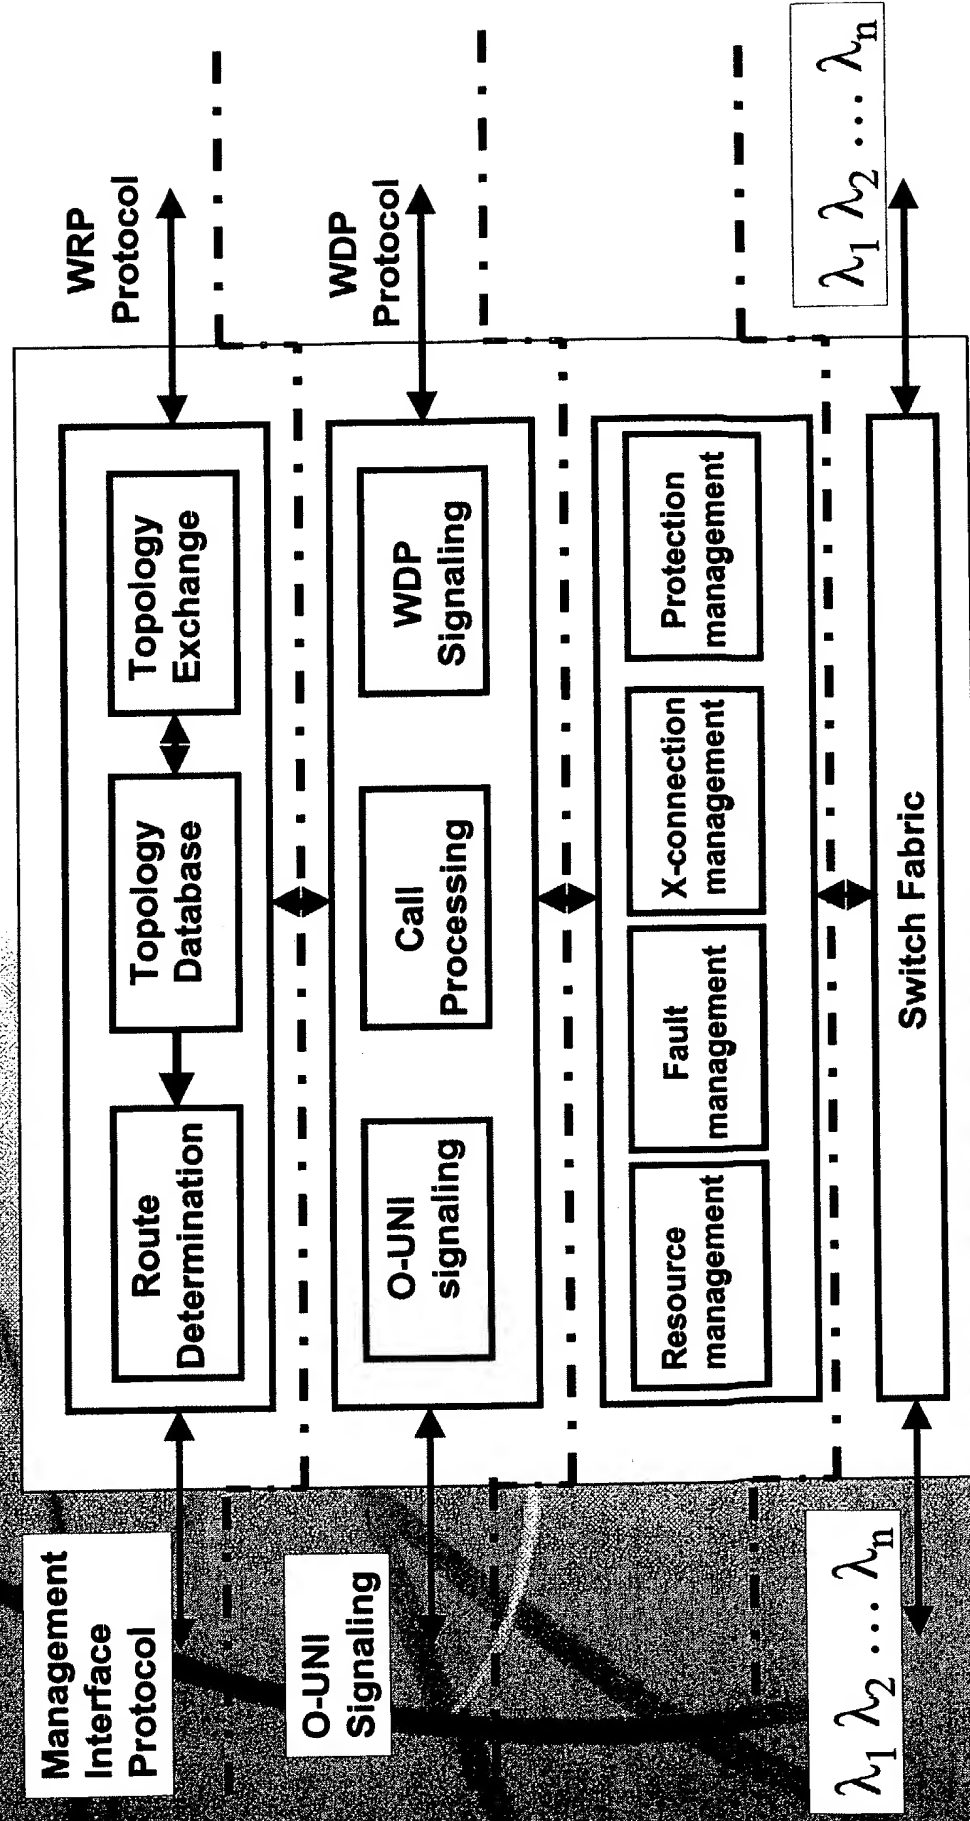 Management
Interface
Protocol
Route
Determination
Topology
Database
Topology
Exchange
WRP
Protocol
O-UNI
Signaling
O-UNI
signaling
Call
Processing
WDP
Signaling
WDP
Protocol
Resource
management
Fault
management
X-connection
management
Protection
management
λ1 λ2 ... λn
Switch Fabric
λ1 λ2 ... λn